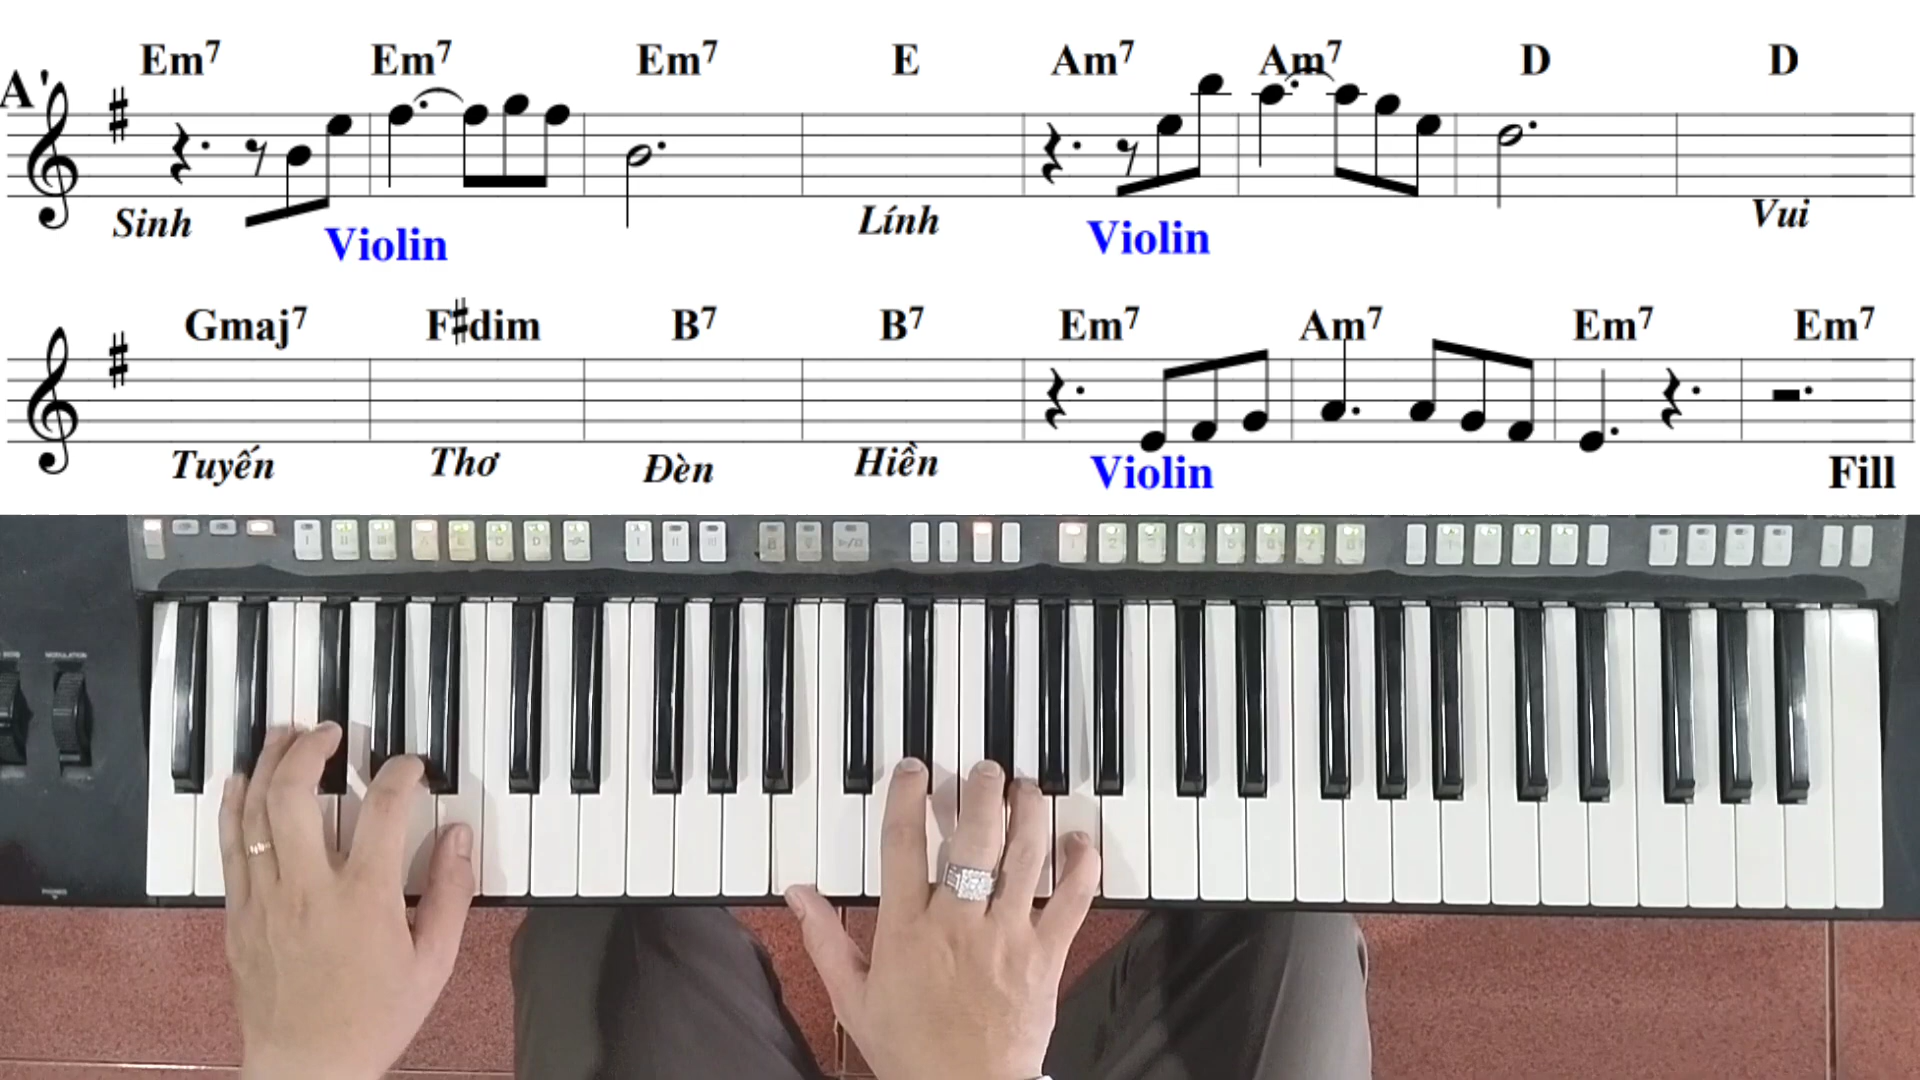 Em7 Em7 Em7 E Am7 Am7 D D
A'
Sinh Lính Vui
Violin Violin
Gmaj7 F♯dim B7 B7 Em7 Am7 Em7 Em7
Tuyến Thơ Đèn Hiền
Violin Fill